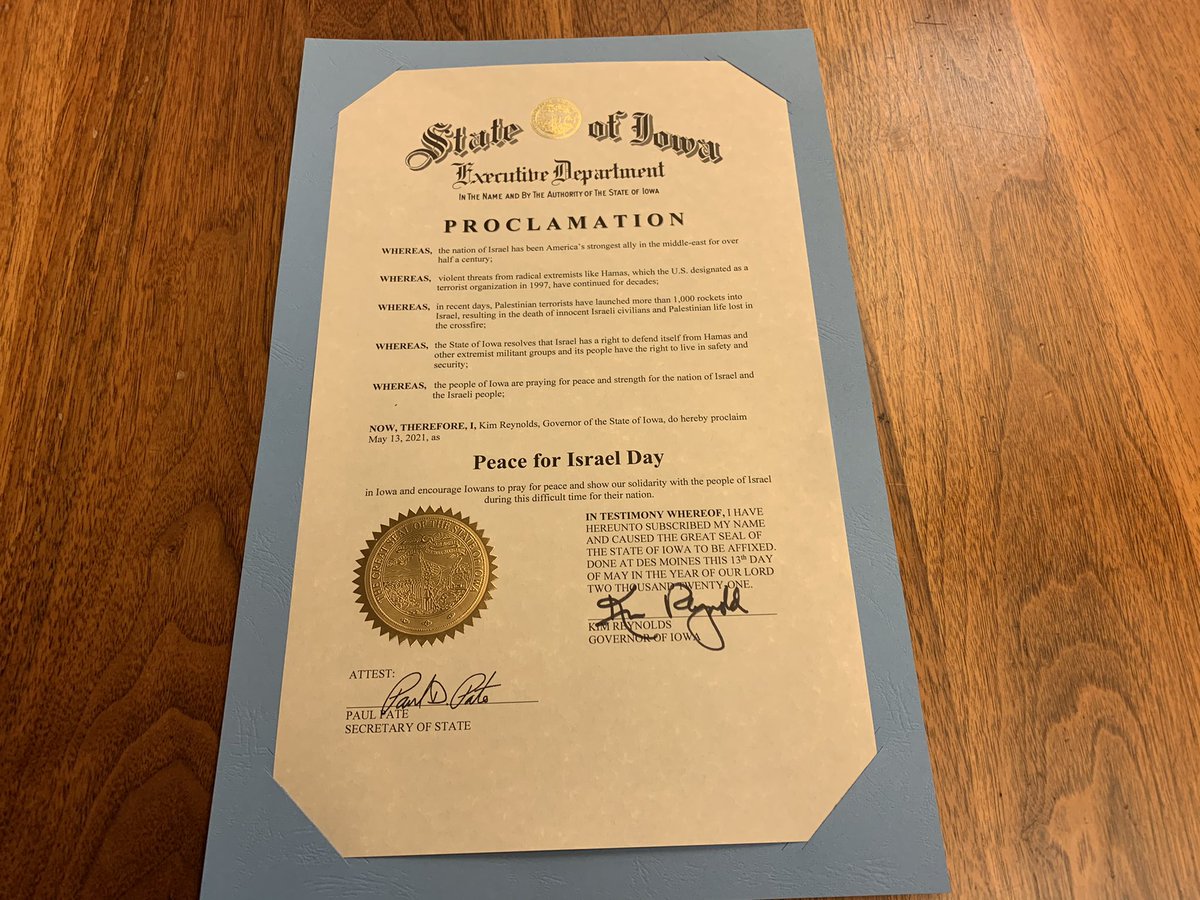 State of Iowa
Executive Department
IN THE NAME AND BY THE AUTHORITY OF THE STATE OF IOWA
PROCLAMATION
WHEREAS, the nation of Israel has been America's strongest ally in the middle-east for over
half a century;
WHEREAS, violent threats from radical extremists like Hamas, which the U.S. designated as a
terrorist organization in 1997, have continued for decades;
WHEREAS, in recent days, Palestinian terrorists have launched more than 1,000 rockets into
Israel, resulting in the death of innocent Israeli civilians and Palestinian life lost in
the crossfire;
WHEREAS, the State of Iowa resolves that Israel has a right to defend itself from Hamas and
other extremist militant groups and its people have the right to live in safety and
security;
WHEREAS, the people of Iowa are praying for peace and strength for the nation of Israel and
the Israeli people;
NOW, THEREFORE, I, Kim Reynolds, Governor of the State of Iowa, do hereby proclaim
May 13, 2021, as
Peace for Israel Day
in Iowa and encourage Iowans to pray for peace and show our solidarity with the people of Israel
during this difficult time for their nation.
IN TESTIMONY WHEREOF, I HAVE
HEREUNTO SUBSCRIBED MY NAME
AND CAUSED THE GREAT SEAL OF
THE STATE OF IOWA TO BE AFFIXED.
DONE AT DES MOINES THIS 13th DAY
OF MAY IN THE YEAR OF OUR LORD
TWO THOUSAND TWENTY-ONE.
Kim Reynolds
KIM REYNOLDS
GOVERNOR OF IOWA
THE GREAT SEAL OF THE STATE OF IOWA
ATTEST:
Paul D. Pate
PAUL PATE
SECRETARY OF STATE